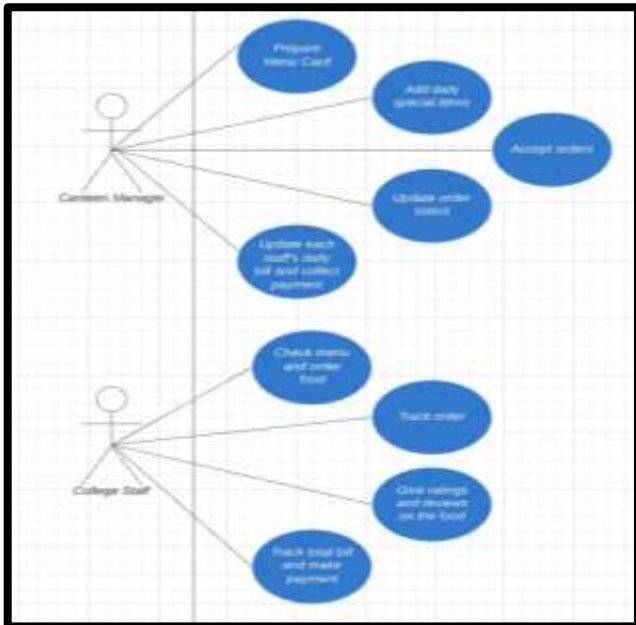 Prepare
Menu Card
Add daily
special items
Accept orders
Canteen Manager
Update order
status
Update each
staff's daily
bill and collect
payment
Check menu
and order
food
Track order
College Staff
Give ratings
and reviews
on the food
Track total bill
and make
payment